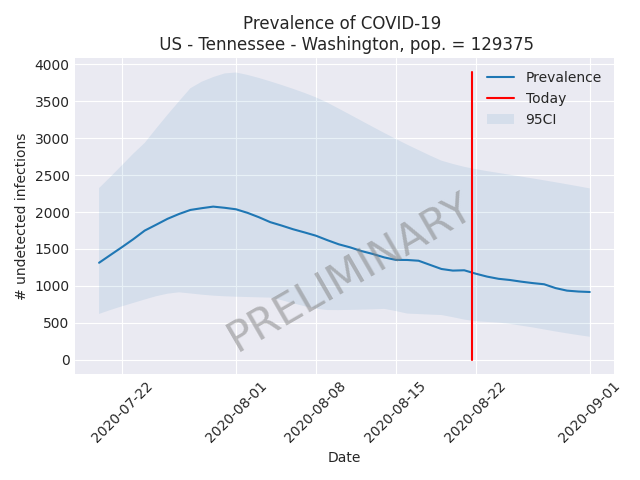 Prevalence of COVID-19
US - Tennessee - Washington, pop. = 129375
4000
3500
3000
2500
2000
1500
1000
500
0
# undetected infections
Prevalence
Today
95CI
PRELIMINARY
2020-07-22
2020-08-01
2020-08-08
2020-08-15
2020-08-22
2020-09-01
Date